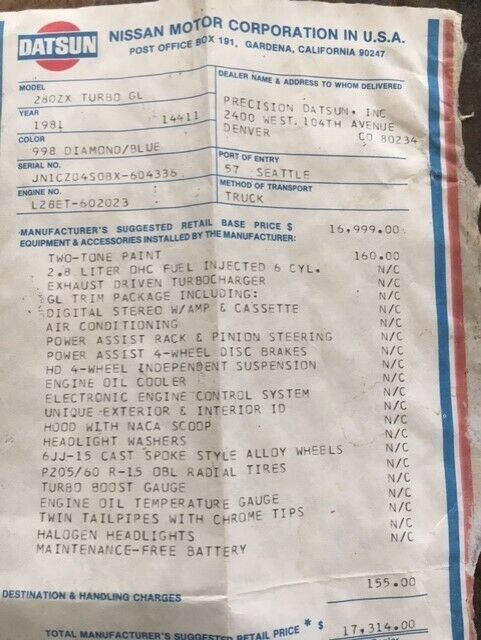 DATSUN
NISSAN MOTOR CORPORATION IN U.S.A.
POST OFFICE BOX 191, GARDENA, CALIFORNIA 90247
MODEL
280ZX TURBO GL
YEAR
1981 14411
COLOR
998 DIAMOND/BLUE
SERIAL NO.
JN1CZ04S0BX-604336
ENGINE NO.
L28ET-602023
DEALER NAME & ADDRESS TO WHOM DELIVERED
PRECISION DATSUN, INC
2400 WEST 104TH AVENUE
DENVER CO 80234
PORT OF ENTRY
57 SEATTLE
METHOD OF TRANSPORT
TRUCK
MANUFACTURER'S SUGGESTED RETAIL BASE PRICE $ 16,999.00
EQUIPMENT & ACCESSORIES INSTALLED BY THE MANUFACTURER:
TWO-TONE PAINT 160.00
2.8 LITER OHC FUEL INJECTED 6 CYL. N/C
EXHAUST DRIVEN TURBOCHARGER N/C
GL TRIM PACKAGE INCLUDING: N/C
DIGITAL STEREO W/AMP & CASSETTE N/C
AIR CONDITIONING N/C
POWER ASSIST RACK & PINION STEERING N/C
POWER ASSIST 4-WHEEL DISC BRAKES N/C
HD 4-WHEEL INDEPENDENT SUSPENSION N/C
ENGINE OIL COOLER N/C
ELECTRONIC ENGINE CONTROL SYSTEM N/C
UNIQUE EXTERIOR & INTERIOR ID N/C
HOOD WITH NACA SCOOP N/C
HEADLIGHT WASHERS N/C
6JJ-15 CAST SPOKE STYLE ALLOY WHEELS N/C
P205/60 R-15 OBL RADIAL TIRES N/C
TURBO BOOST GAUGE N/C
ENGINE OIL TEMPERATURE GAUGE N/C
TWIN TAILPIPES WITH CHROME TIPS N/C
HALOGEN HEADLIGHTS N/C
MAINTENANCE-FREE BATTERY
DESTINATION & HANDLING CHARGES 155.00
TOTAL MANUFACTURER'S SUGGESTED RETAIL PRICE * $ 17,314.00